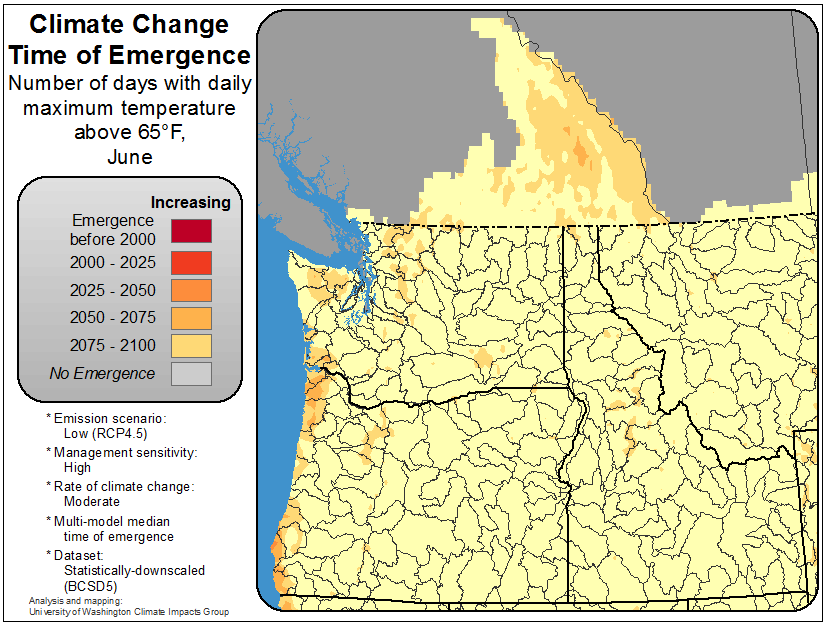 Climate Change
Time of Emergence
Number of days with daily
maximum temperature
above 65°F,
June
Increasing
Emergence
before 2000
2000 - 2025
2025 - 2050
2050 - 2075
2075 - 2100
No Emergence
* Emission scenario:
Low (RCP4.5)
* Management sensitivity:
High
* Rate of climate change:
Moderate
* Multi-model median
time of emergence
* Dataset:
Statistically-downscaled
(BCSD5)
Analysis and mapping:
University of Washington Climate Impacts Group